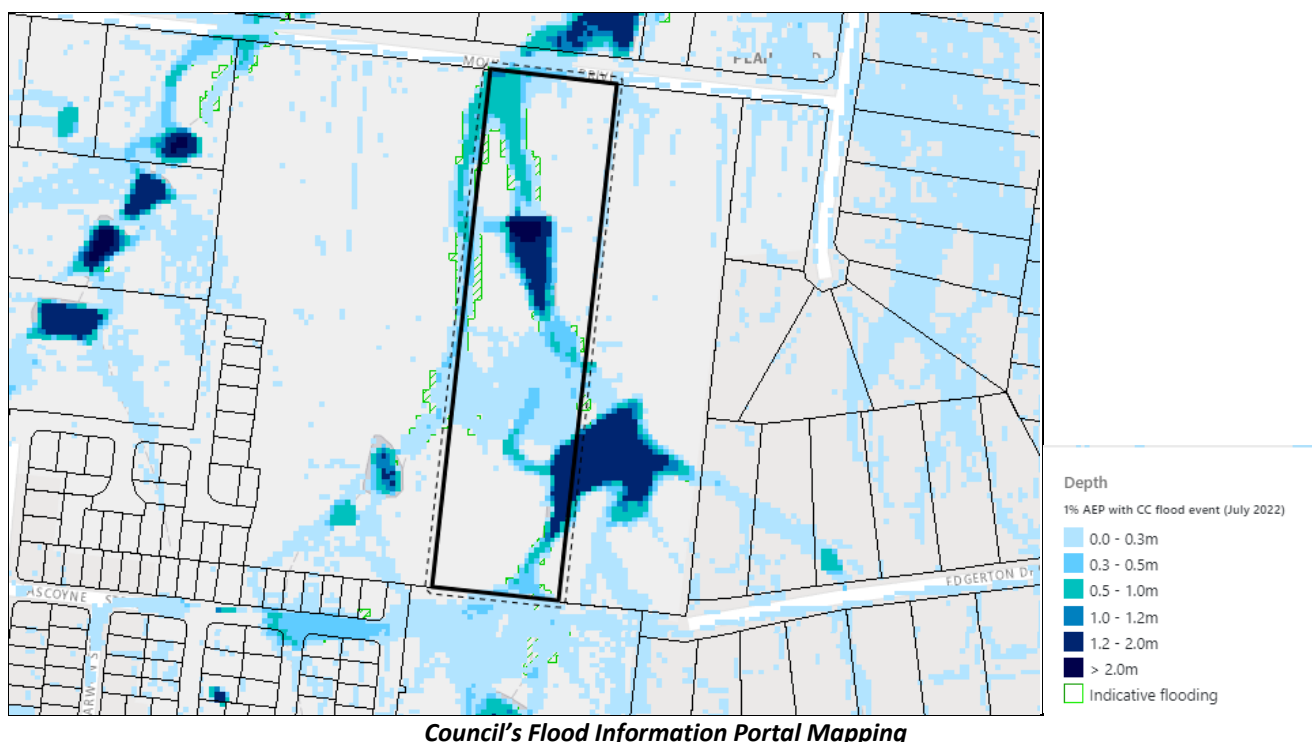 ASCOYNE S
EDGERTON D
Depth
1% AEP with CC flood event (July 2022)
0.0 - 0.3m
0.3 - 0.5m
0.5 - 1.0m
1.0 - 1.2m
1.2 - 2.0m
> 2.0m
Indicative flooding
Council's Flood Information Portal Mapping